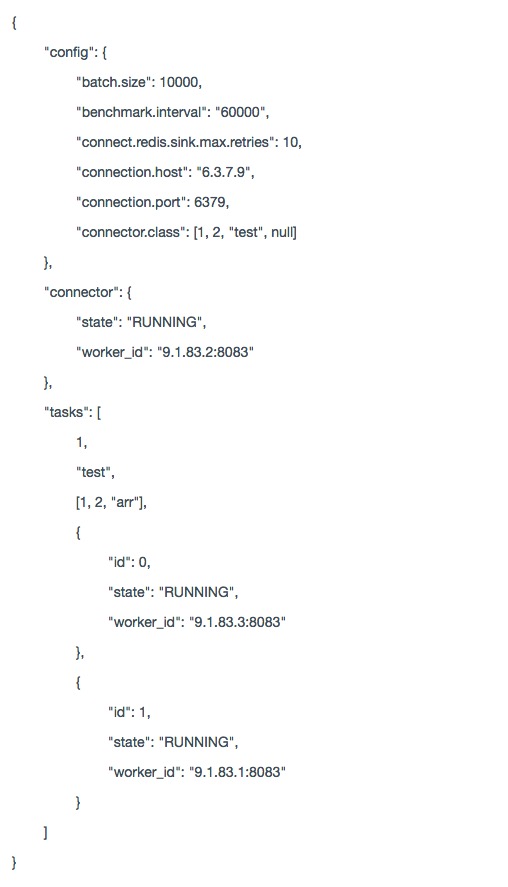 {
"config": {
"batch.size": 10000,
"benchmark.interval": "60000",
"connect.redis.sink.max.retries": 10,
"connection.host": "6.3.7.9",
"connection.port": 6379,
"connector.class": [1, 2, "test", null]
},
"connector": {
"state": "RUNNING",
"worker_id": "9.1.83.2:8083"
},
"tasks": [
1,
"test",
[1, 2, "arr"],
{
"id": 0,
"state": "RUNNING",
"worker_id": "9.1.83.3:8083"
},
{
"id": 1,
"state": "RUNNING",
"worker_id": "9.1.83.1:8083"
}
]
}